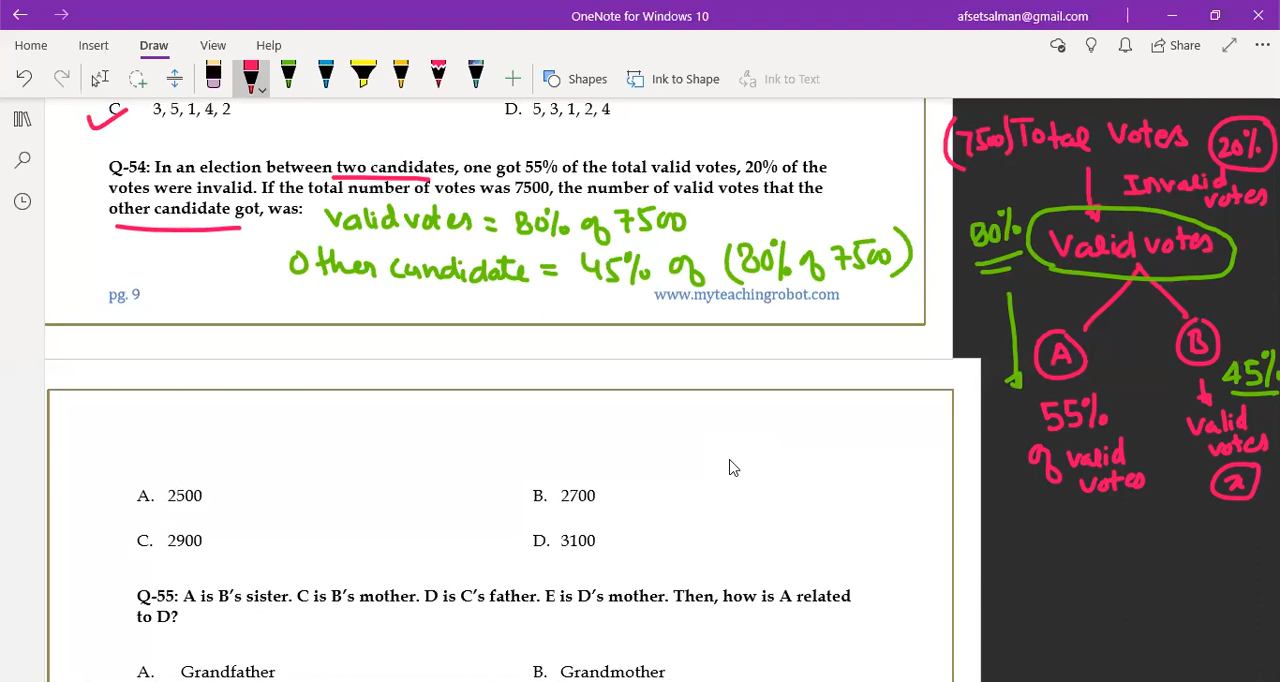 OneNote for Windows 10
afsetsalman@gmail.com
Home Insert Draw View Help
Share
Shapes Ink to Shape Ink to Text
C. 3, 5, 1, 4, 2 D. 5, 3, 1, 2, 4
Q-54: In an election between two candidates, one got 55% of the total valid votes, 20% of the
votes were invalid. If the total number of votes was 7500, the number of valid votes that the
other candidate got, was:
Valid votes = 80% of 7500
Other candidate = 45% of (80% of 7500)
pg. 9 www.myteachingrobot.com
(7500) Total Votes 20%
Invalid
votes
80% Valid votes
A B
45%
55%
of valid
votes
Valid
votes
x
A. 2500 B. 2700
C. 2900 D. 3100
Q-55: A is B's sister. C is B's mother. D is C's father. E is D's mother. Then, how is A related
to D?
A. Grandfather B. Grandmother